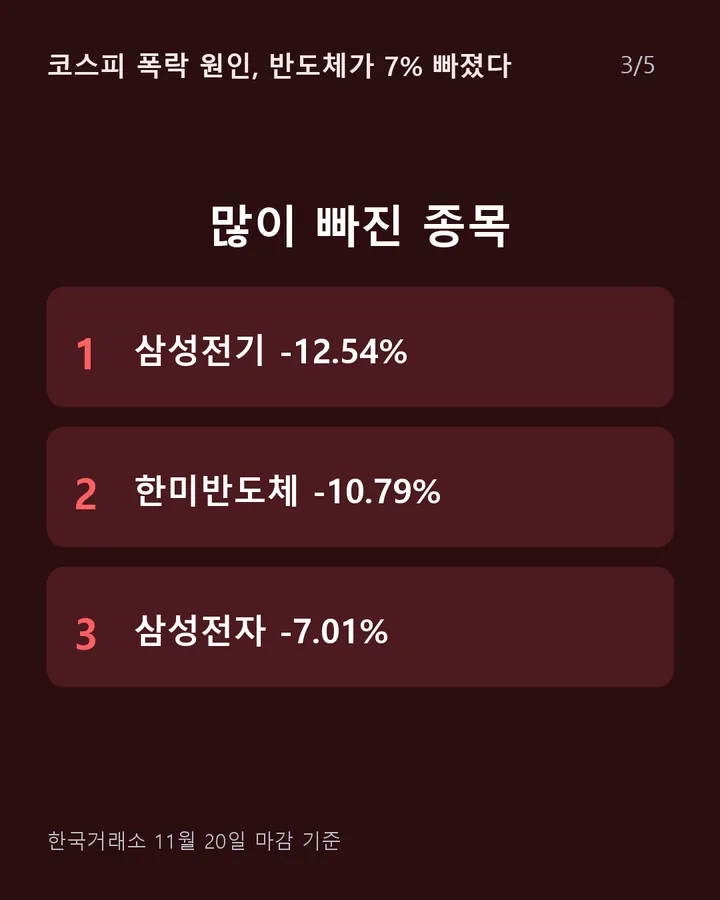 코스피 폭락 원인, 반도체가 7% 빠졌다
3/5
많이 빠진 종목
1 삼성전기 -12.54%
2 한미반도체 -10.79%
3 삼성전자 -7.01%
한국거래소 11월 20일 마감 기준